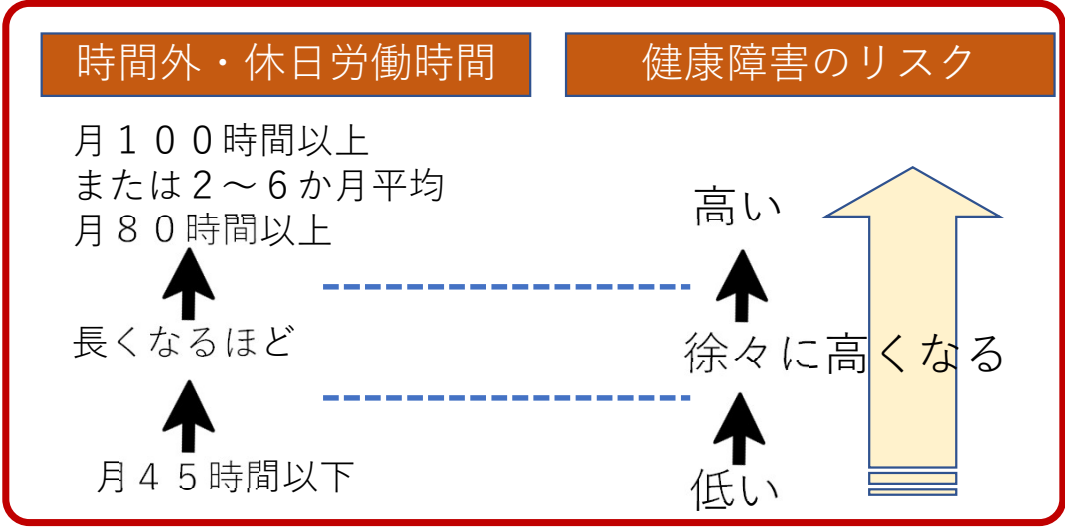 時間外・休日労働時間
健康障害のリスク
月１００時間以上
または２～６か月平均
月８０時間以上
高い
長くなるほど
徐々に高くなる
月４５時間以下
低い